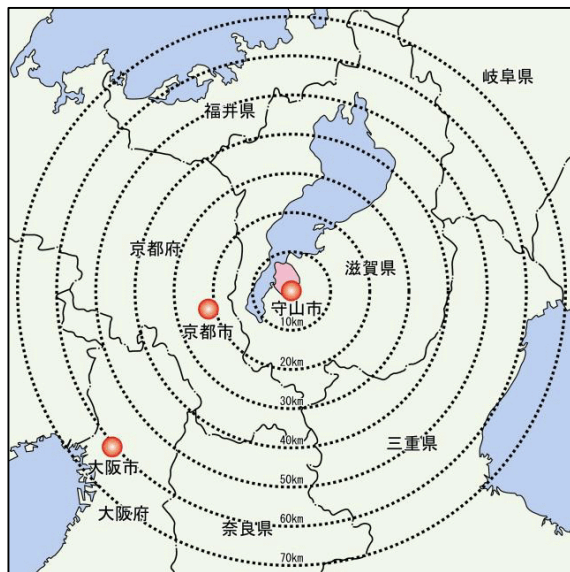 岐阜県
福井県
京都府
滋賀県
守山市
京都市
10km
20km
30km
40km
三重県
大阪市
50km
大阪府
60km
奈良県
70km